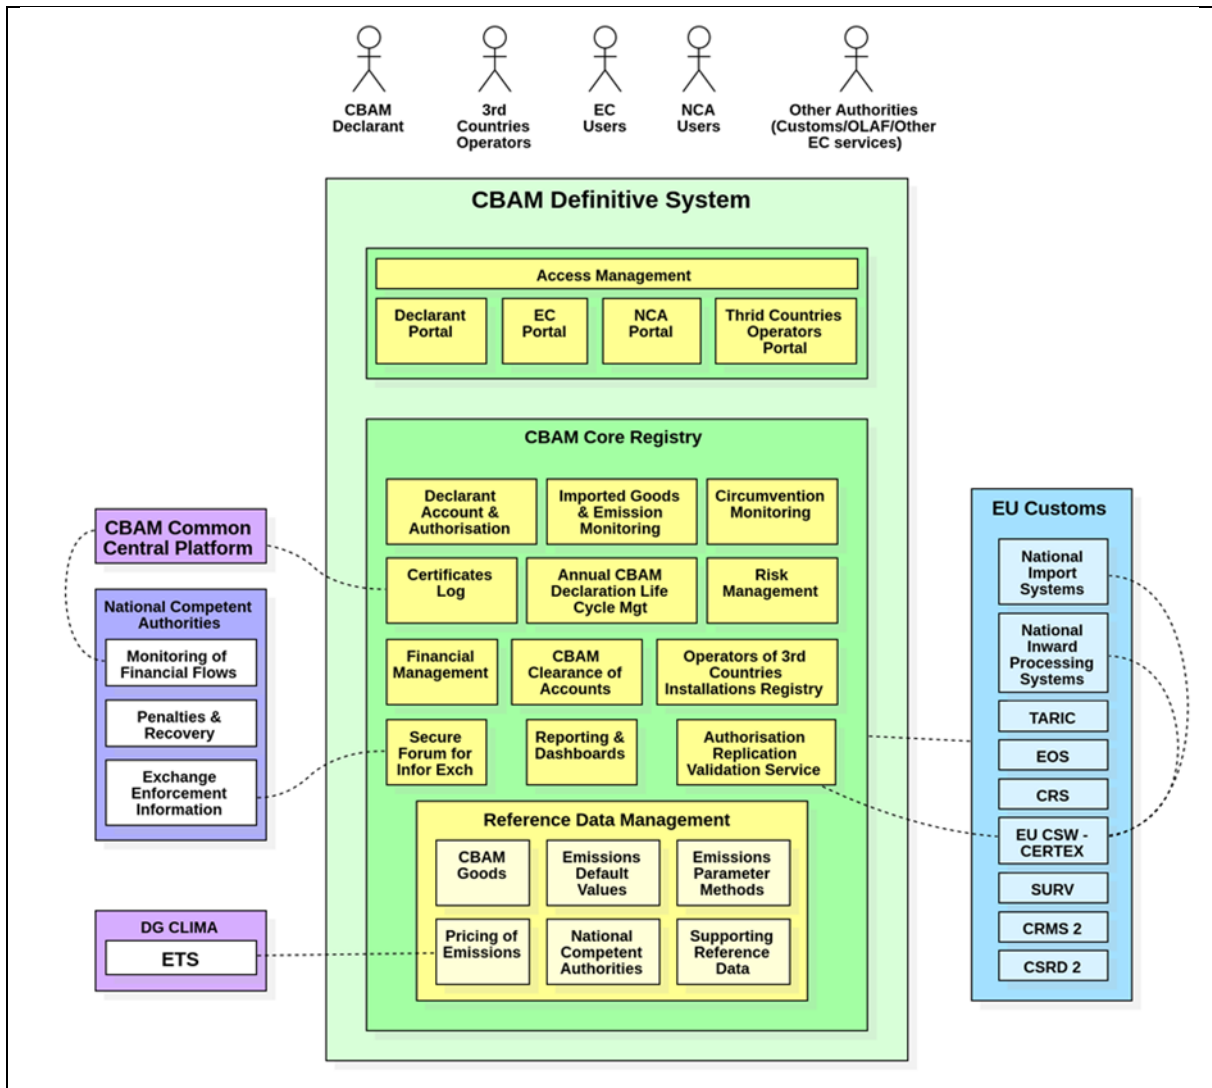 CBAM
Declarant
3rd
Countries
Operators
EC
Users
NCA
Users
Other Authorities
(Customs/OLAF/Other
EC services)
CBAM Definitive System
Access Management
Declarant
Portal
EC
Portal
NCA
Portal
Thrid Countries
Operators
Portal
CBAM Core Registry
Declarant
Account &
Authorisation
Imported Goods
& Emission
Monitoring
Circumvention
Monitoring
Certificates
Log
Annual CBAM
Declaration Life
Cycle Mgt
Risk
Management
Financial
Management
CBAM
Clearance of
Accounts
Operators of 3rd
Countries
Installations Registry
Secure
Forum for
Infor Exch
Reporting &
Dashboards
Authorisation
Replication
Validation Service
Reference Data Management
CBAM
Goods
Emissions
Default
Values
Emissions
Parameter
Methods
Pricing of
Emissions
National
Competent
Authorities
Supporting
Reference
Data
CBAM Common
Central Platform
National Competent
Authorities
Monitoring of
Financial Flows
Penalties &
Recovery
Exchange
Enforcement
Information
DG CLIMA
ETS
EU Customs
National
Import
Systems
National
Inward
Processing
Systems
TARIC
EOS
CRS
EU CSW -
CERTEX
SURV
CRMS 2
CSRD 2